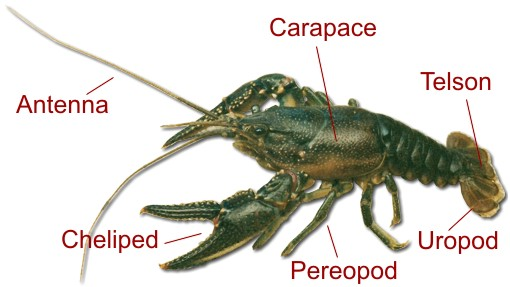 Carapace
Telson
Antenna
Cheliped
Uropod
Pereopod